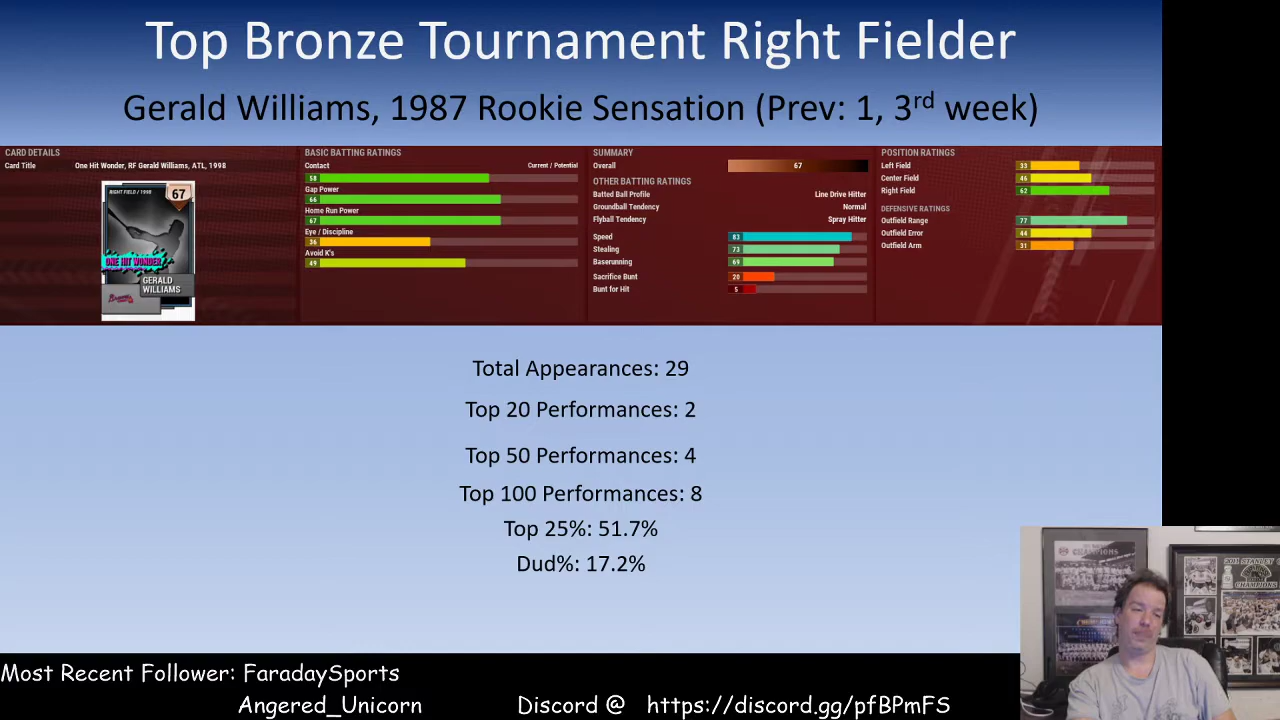 Top Bronze Tournament Right Fielder
Gerald Williams, 1987 Rookie Sensation (Prev: 1, 3rd week)
CARD DETAILS
Card Title One Hit Wonder, RF Gerald Williams, ATL, 1998
RIGHT FIELD / 1998
67
ONE HIT WONDER
GERALD
WILLIAMS
BASIC BATTING RATINGS
Contact Current / Potential
58
Gap Power
66
Home Run Power
67
Eye / Discipline
36
Avoid K's
49
SUMMARY
Overall 67
OTHER BATTING RATINGS
Batted Ball Profile Line Drive Hitter
Groundball Tendency Normal
Flyball Tendency Spray Hitter
Speed 83
Stealing 73
Baserunning 69
Sacrifice Bunt 20
Bunt for Hit 5
POSITION RATINGS
Left Field 33
Center Field 46
Right Field 62
DEFENSIVE RATINGS
Outfield Range 77
Outfield Error 44
Outfield Arm 31
Total Appearances: 29
Top 20 Performances: 2
Top 50 Performances: 4
Top 100 Performances: 8
Top 25%: 51.7%
Dud%: 17.2%
CHAMPIONS
2011 STANLEY
CHAMPIONS
Most Recent Follower: FaradaySports
Angered_Unicorn Discord @ https://discord.gg/pfBPmFS